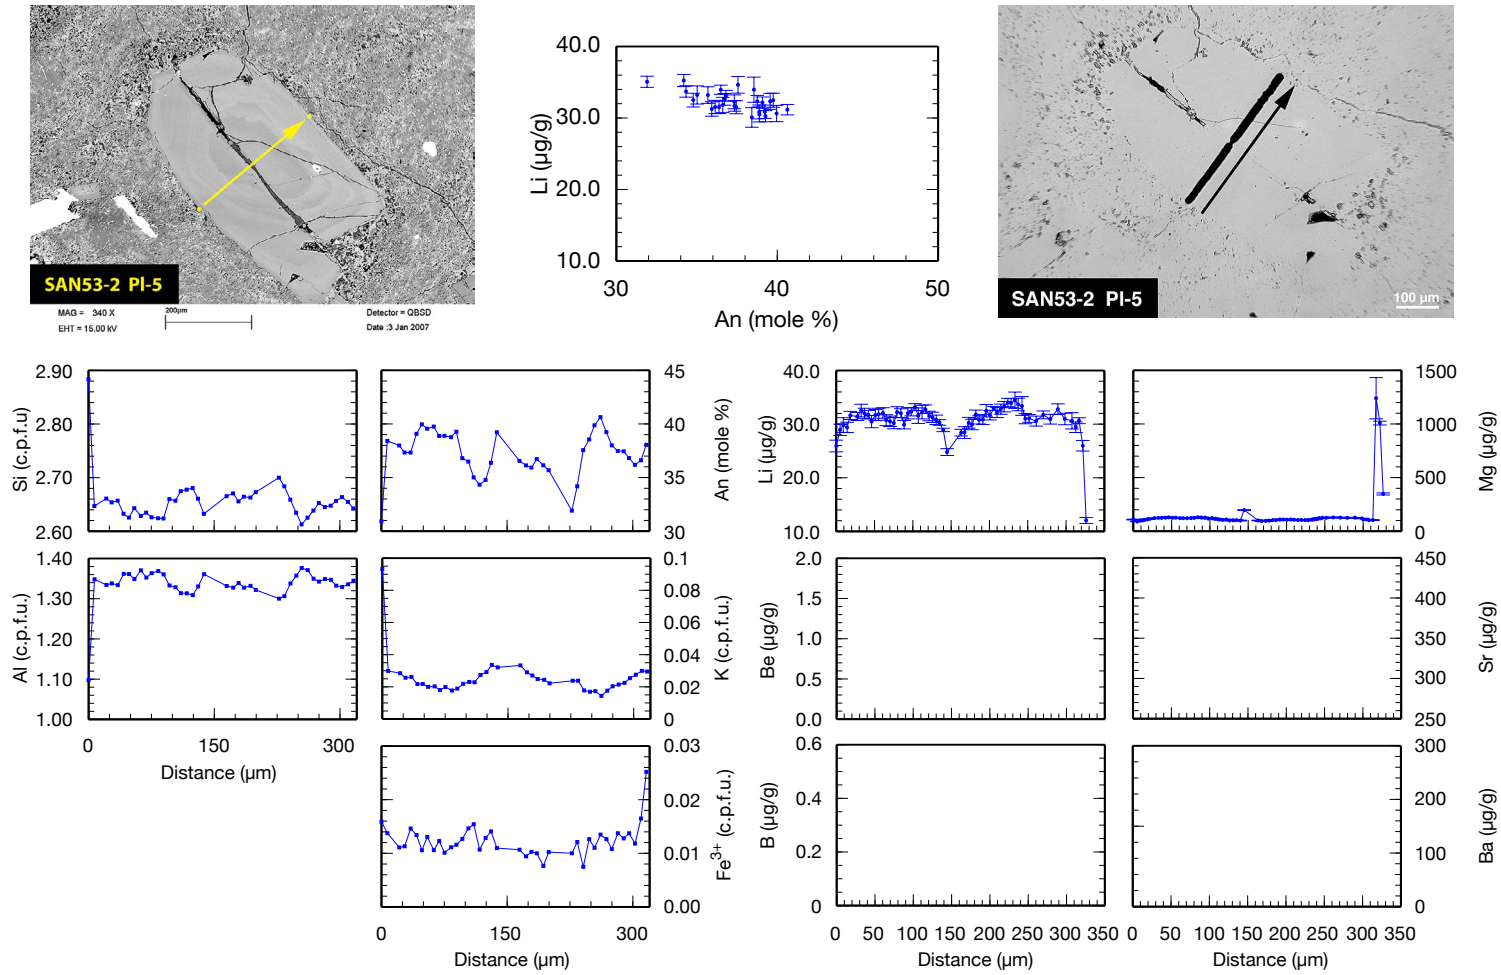 SAN53-2 Pl-5
MAG = 340 X
EHT = 15.00 kV
200µm
Detector = QBSD
Date :3 Jan 2007
40.0
30.0
20.0
10.0
Li (µg/g)
30 40 50
An (mole %)
SAN53-2 Pl-5
100 µm
2.90
2.80
2.70
2.60
Si (c.p.f.u)
45
40
35
30
An (mole %)
40.0
30.0
20.0
10.0
Li (µg/g)
1500
1000
500
0
Mg (µg/g)
1.40
1.30
1.20
1.10
1.00
Al (c.p.f.u.)
0 150 300
Distance (µm)
0.1
0.08
0.06
0.04
0.02
0
K (c.p.f.u.)
2.0
1.5
1.0
0.5
0.0
Be (µg/g)
450
400
350
300
250
Sr (µg/g)
0.03
0.02
0.01
0.00
Fe3+ (c.p.f.u.)
0 150 300
Distance (µm)
0.6
0.4
0.2
0
B (µg/g)
0 50 100 150 200 250 300 350
Distance (µm)
300
200
100
0
Ba (µg/g)
0 50 100 150 200 250 300 350
Distance (µm)